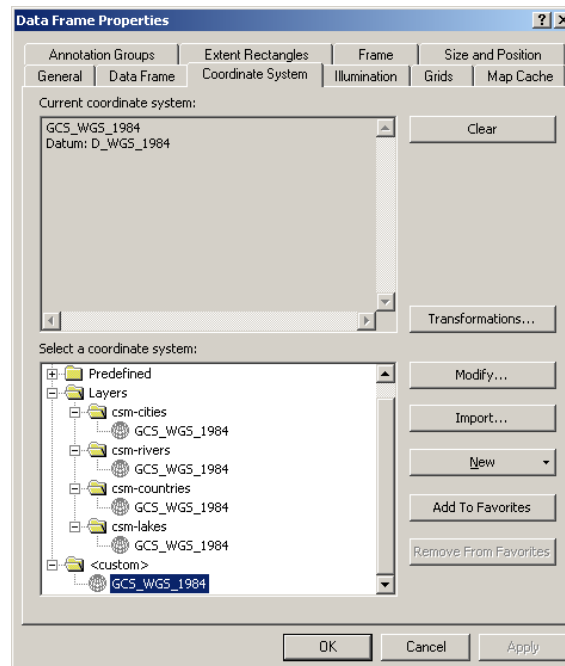 Data Frame Properties
Annotation Groups Extent Rectangles Frame Size and Position
General Data Frame Coordinate System Illumination Grids Map Cache
Current coordinate system:
GCS_WGS_1984
Datum: D_WGS_1984
Clear
Transformations...
Select a coordinate system:
Predefined
Layers
csm-cities
GCS_WGS_1984
csm-rivers
GCS_WGS_1984
csm-countries
GCS_WGS_1984
csm-lakes
GCS_WGS_1984
<custom>
GCS_WGS_1984
Modify...
Import...
New
Add To Favorites
Remove From Favorites
OK Cancel Apply